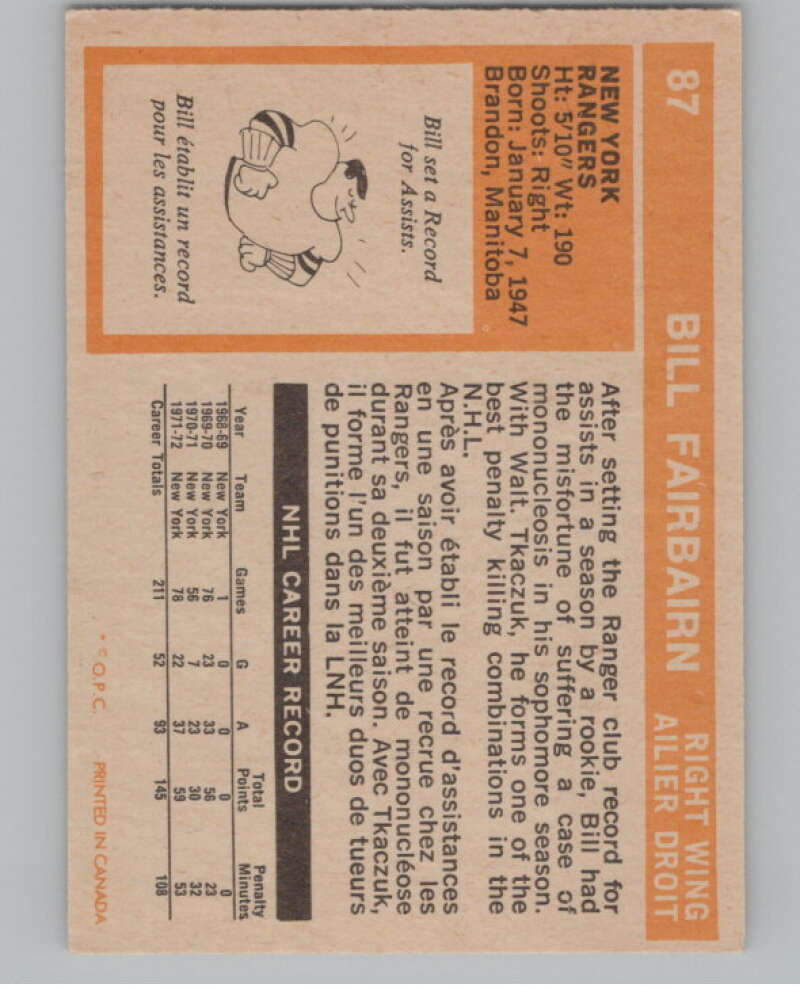 87 BILL FAIRBAIRN RIGHT WING
AILIER DROIT
NEW YORK
RANGERS
Ht: 5'10" Wt: 190
Shoots: Right
Born: January 7, 1947
Brandon, Manitoba
Bill set a Record
for Assists.
Bill établit un record
pour les assistances.
After setting the Ranger club record for
assists in a season by a rookie, Bill had
the misfortune of suffering a case of
mononucleosis in his sophomore season.
With Walt. Tkaczuk, he forms one of the
best penalty killing combinations in the
N.H.L.
Après avoir établi le record d'assistances
en une saison par une recrue chez les
Rangers, il fut atteint de mononucléose
durant sa deuxième saison. Avec Tkaczuk,
il forme l'un des meilleurs duos de tueurs
de punitions dans la LNH.
NHL CAREER RECORD
Year Team Games G A Total Points Penalty Minutes
1968-69 New York 1 0 0 0 0
1969-70 New York 76 23 33 56 23
1970-71 New York 56 7 23 30 32
1971-72 New York 78 22 37 59 53
Career Totals 211 52 93 145 108
* © O.P.C. PRINTED IN CANADA